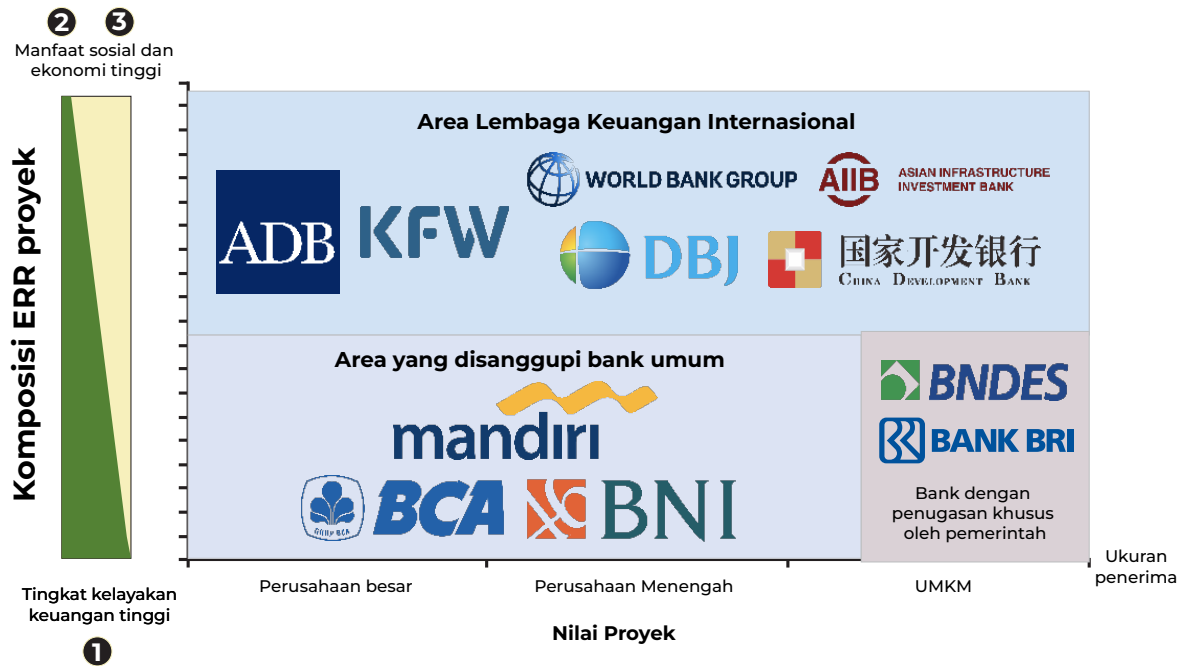 2 3
Manfaat sosial dan
ekonomi tinggi
Komposisi ERR proyek
Tingkat kelayakan
keuangan tinggi
1
Area Lembaga Keuangan Internasional
ADB
KFW
WORLD BANK GROUP
AIIB
ASIAN INFRASTRUCTURE
INVESTMENT BANK
DBJ
国家开发银行
CHINA DEVELOPMENT BANK
Area yang disanggupi bank umum
mandiri
BCA
BNI
BNDES
BANK BRI
Bank dengan
penugasan khusus
oleh pemerintah
Perusahaan besar
Perusahaan Menengah
UMKM
Ukuran
penerima
Nilai Proyek